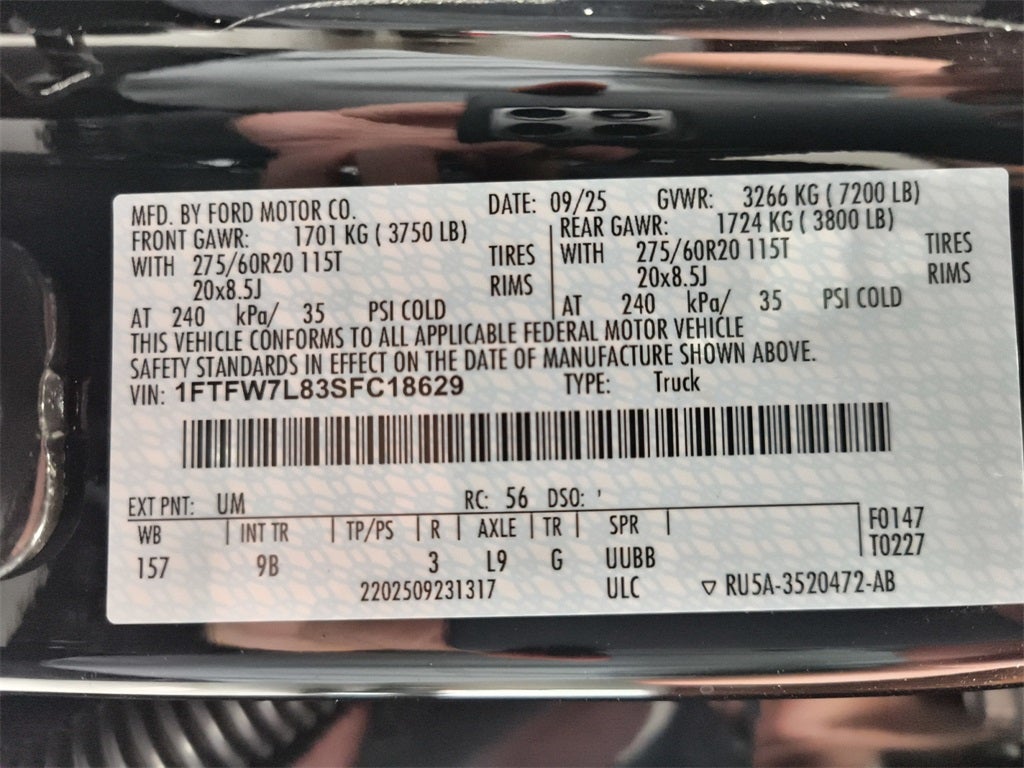 MFD. BY FORD MOTOR CO. DATE: 09/25 GVWR: 3266 KG ( 7200 LB)
FRONT GAWR: 1701 KG ( 3750 LB) REAR GAWR: 1724 KG ( 3800 LB)
WITH 275/60R20 115T TIRES WITH 275/60R20 115T TIRES
20x8.5J RIMS 20x8.5J RIMS
AT 240 kPa/ 35 PSI COLD AT 240 kPa/ 35 PSI COLD
THIS VEHICLE CONFORMS TO ALL APPLICABLE FEDERAL MOTOR VEHICLE
SAFETY STANDARDS IN EFFECT ON THE DATE OF MANUFACTURE SHOWN ABOVE.
VIN: 1FTFW7L83SFC18629 TYPE: Truck
EXT PNT: UM RC: 56 DSO: '
WB INT TR TP/PS R AXLE TR SPR F0147
T0227
157 9B 3 L9 G UUBB
2202509231317 ULC ▽ RU5A-3520472-AB